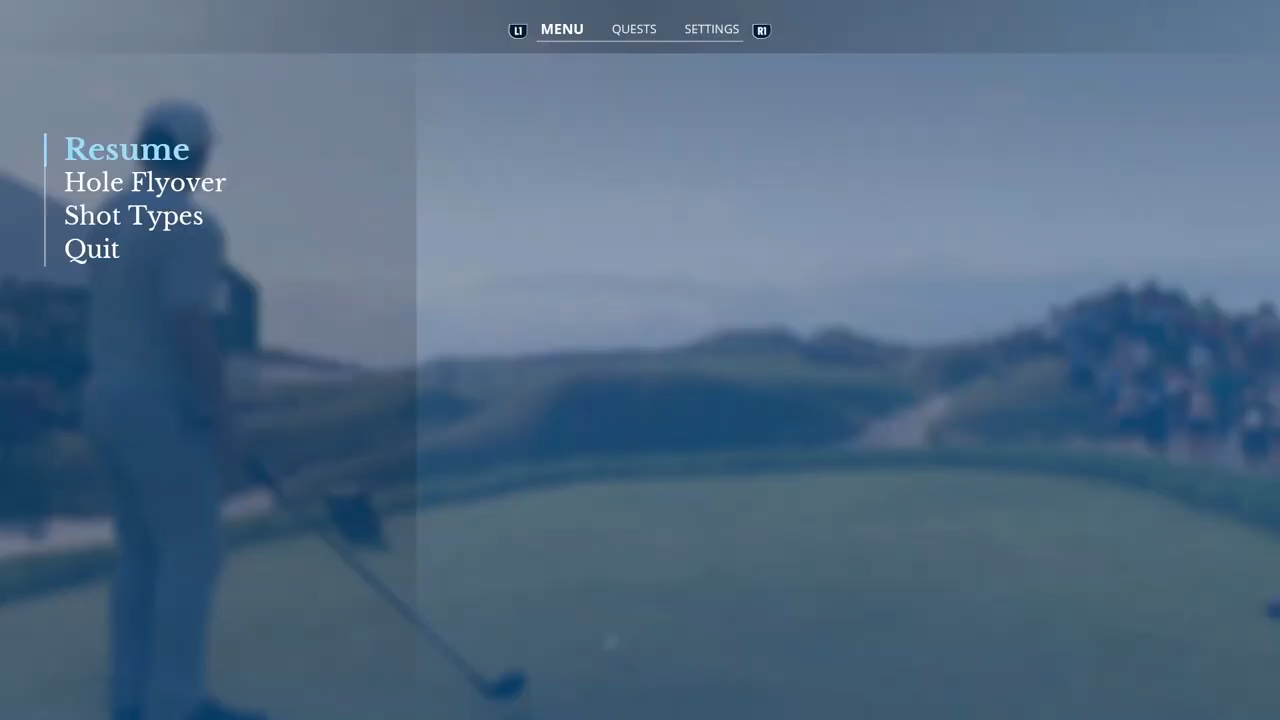 L1 MENU QUESTS SETTINGS R1
Resume
Hole Flyover
Shot Types
Quit